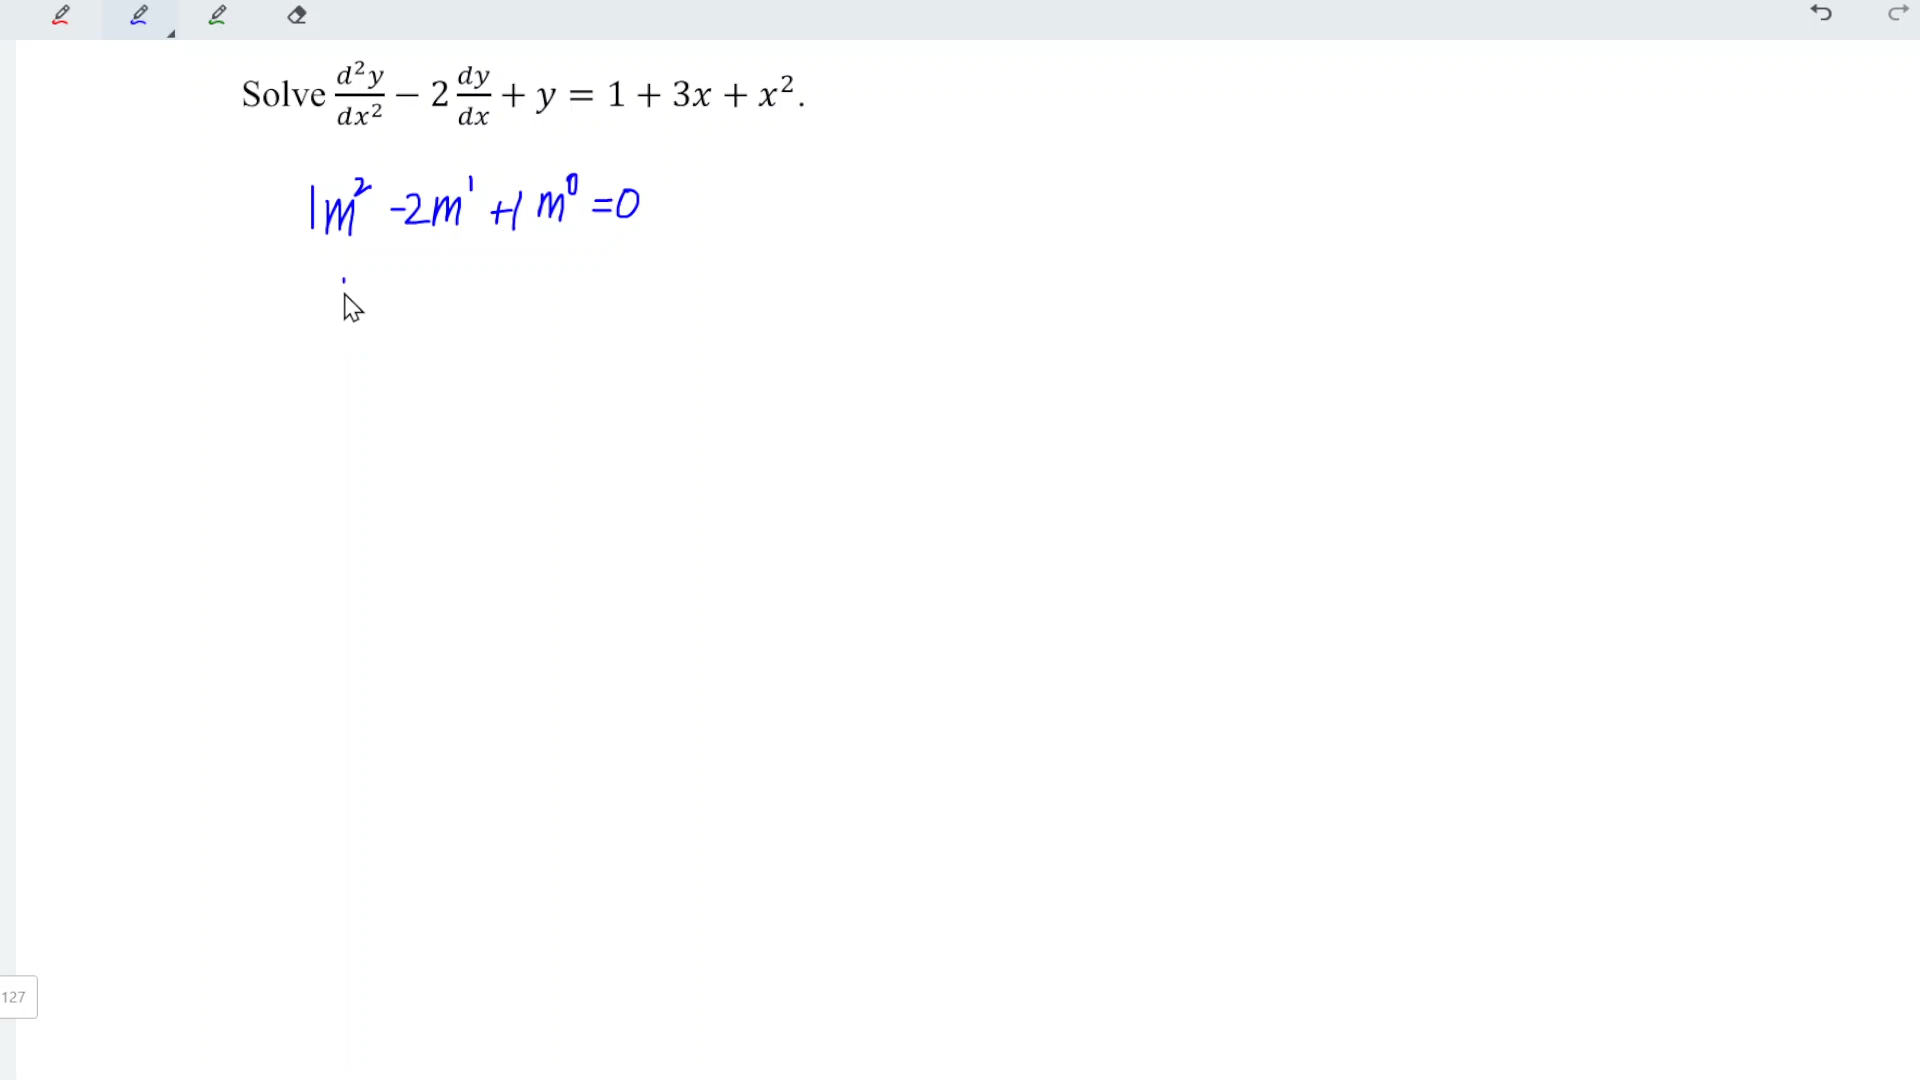 Solve d²y/dx² − 2 dy/dx + y = 1 + 3x + x².
1m² -2m¹ +1 m⁰ =0
127